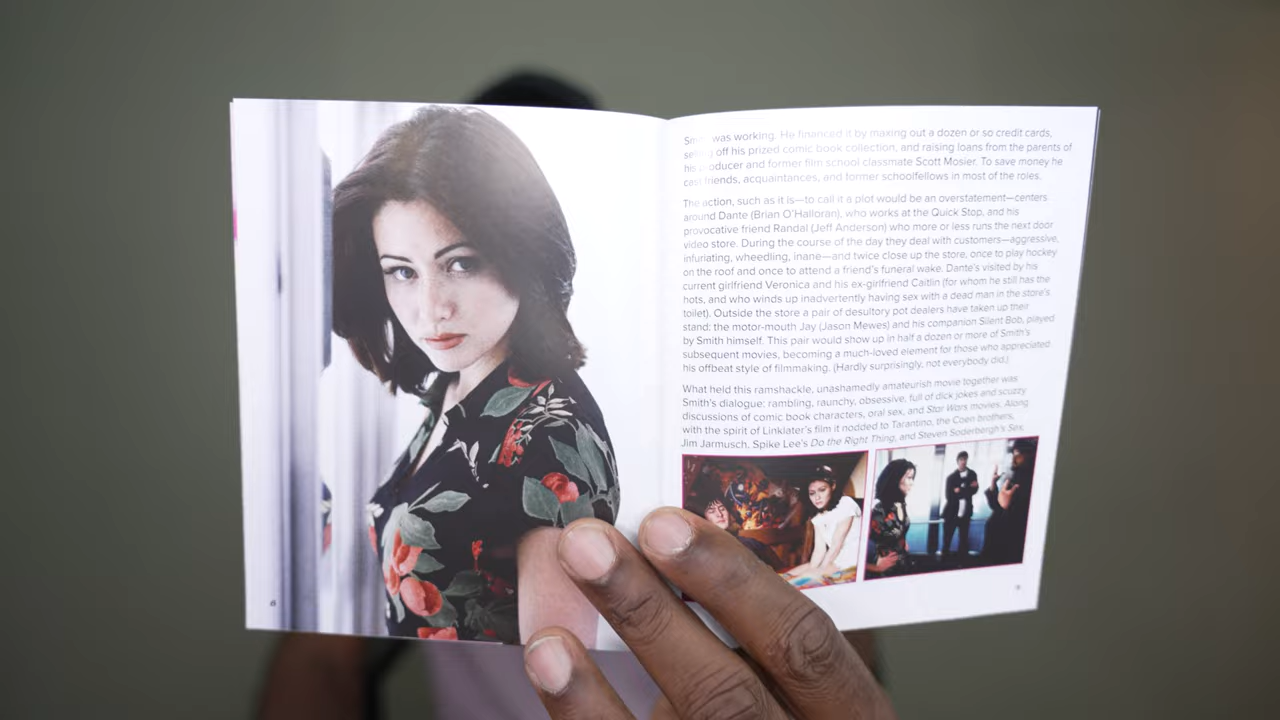 was working. He financed it by maxing out a dozen or so credit cards,
off his prized comic book collection, and raising loans from the parents of
his producer and former film school classmate Scott Mosier. To save money he
cast friends, acquaintances, and former schoolfellows in most of the roles.
The action, such as it is—to call it a plot would be an overstatement—centers
around Dante (Brian O'Halloran), who works at the Quick Stop, and his
provocative friend Randal (Jeff Anderson) who more or less runs the next door
video store. During the course of the day they deal with customers—aggressive,
infuriating, wheedling, inane—and twice close up the store, once to play hockey
on the roof and once to attend a friend's funeral wake. Dante's visited by his
current girlfriend Veronica and his ex-girlfriend Caitlin (for whom he still has the
hots, and who winds up inadvertently having sex with a dead man in the store's
toilet). Outside the store a pair of desultory pot dealers have taken up their
stand: the motor-mouth Jay (Jason Mewes) and his companion Silent Bob, played
by Smith himself. This pair would show up in half a dozen or more of Smith's
subsequent movies, becoming a much-loved element for those who appreciated
his offbeat style of filmmaking. (Hardly surprisingly, not everybody did.)
What held this ramshackle, unashamedly amateurish movie together was
Smith's dialogue: rambling, raunchy, obsessive, full of dick jokes and scuzzy
discussions of comic book characters, oral sex, and Star Wars movies. Along
with the spirit of Linklater's film it nodded to Tarantino, the Coen brothers,
Jim Jarmusch, Spike Lee's Do the Right Thing, and Steven Soderbergh's Sex,